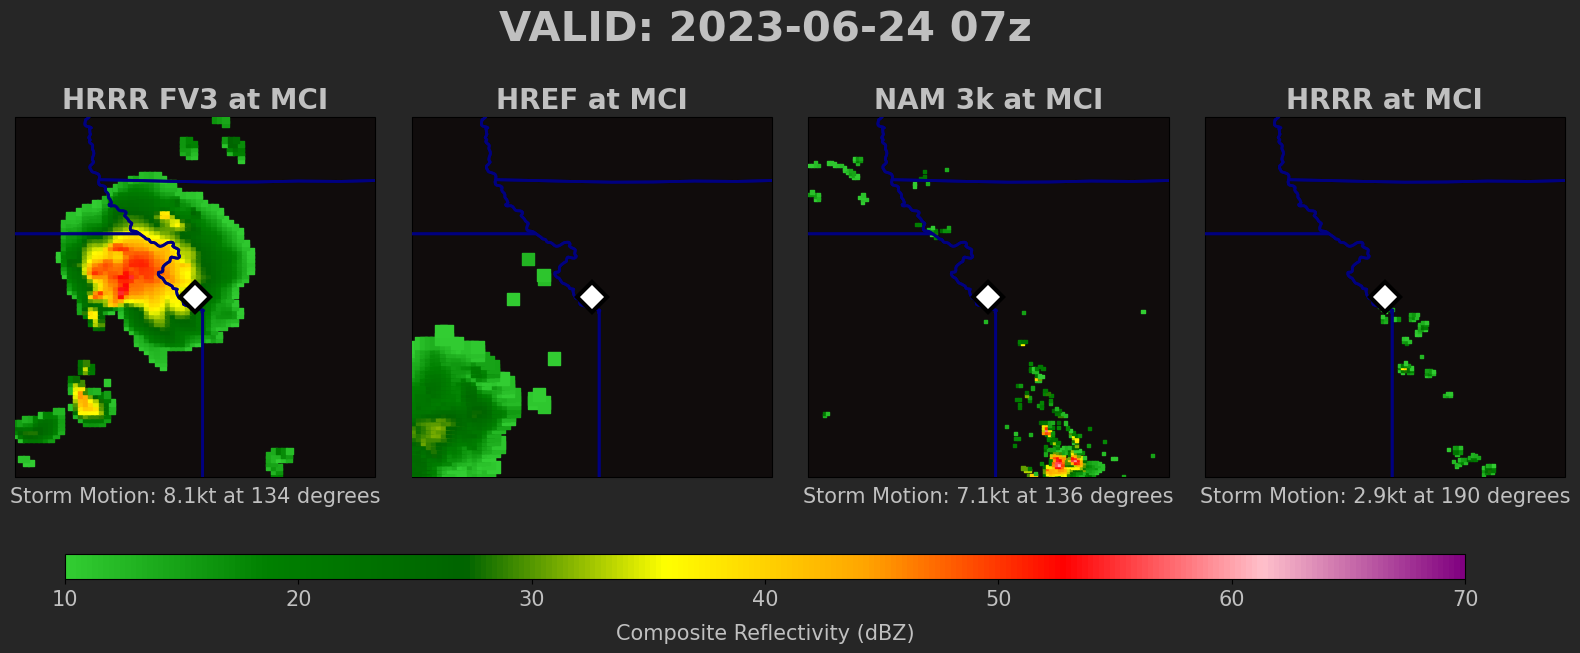 VALID: 2023-06-24 07z
HRRR FV3 at MCI
HREF at MCI
NAM 3k at MCI
HRRR at MCI
Storm Motion: 8.1kt at 134 degrees
Storm Motion: 7.1kt at 136 degrees
Storm Motion: 2.9kt at 190 degrees
10 20 30 40 50 60 70
Composite Reflectivity (dBZ)